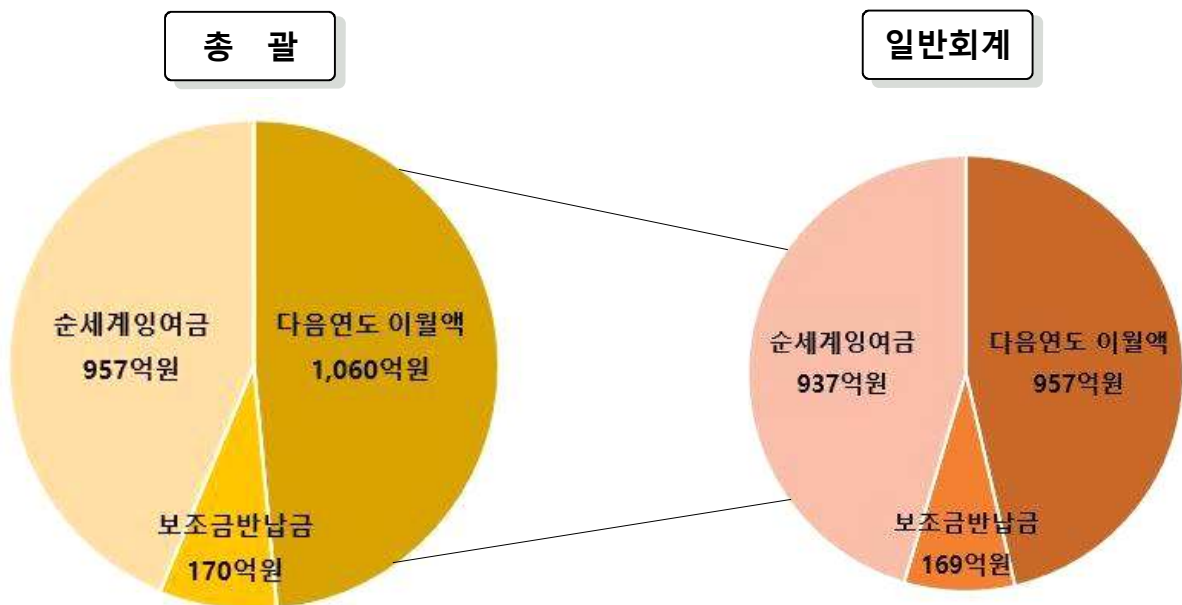 총 괄
일반회계
순세계잉여금
957억원
다음연도 이월액
1,060억원
보조금반납금
170억원
순세계잉여금
937억원
다음연도 이월액
957억원
보조금반납금
169억원